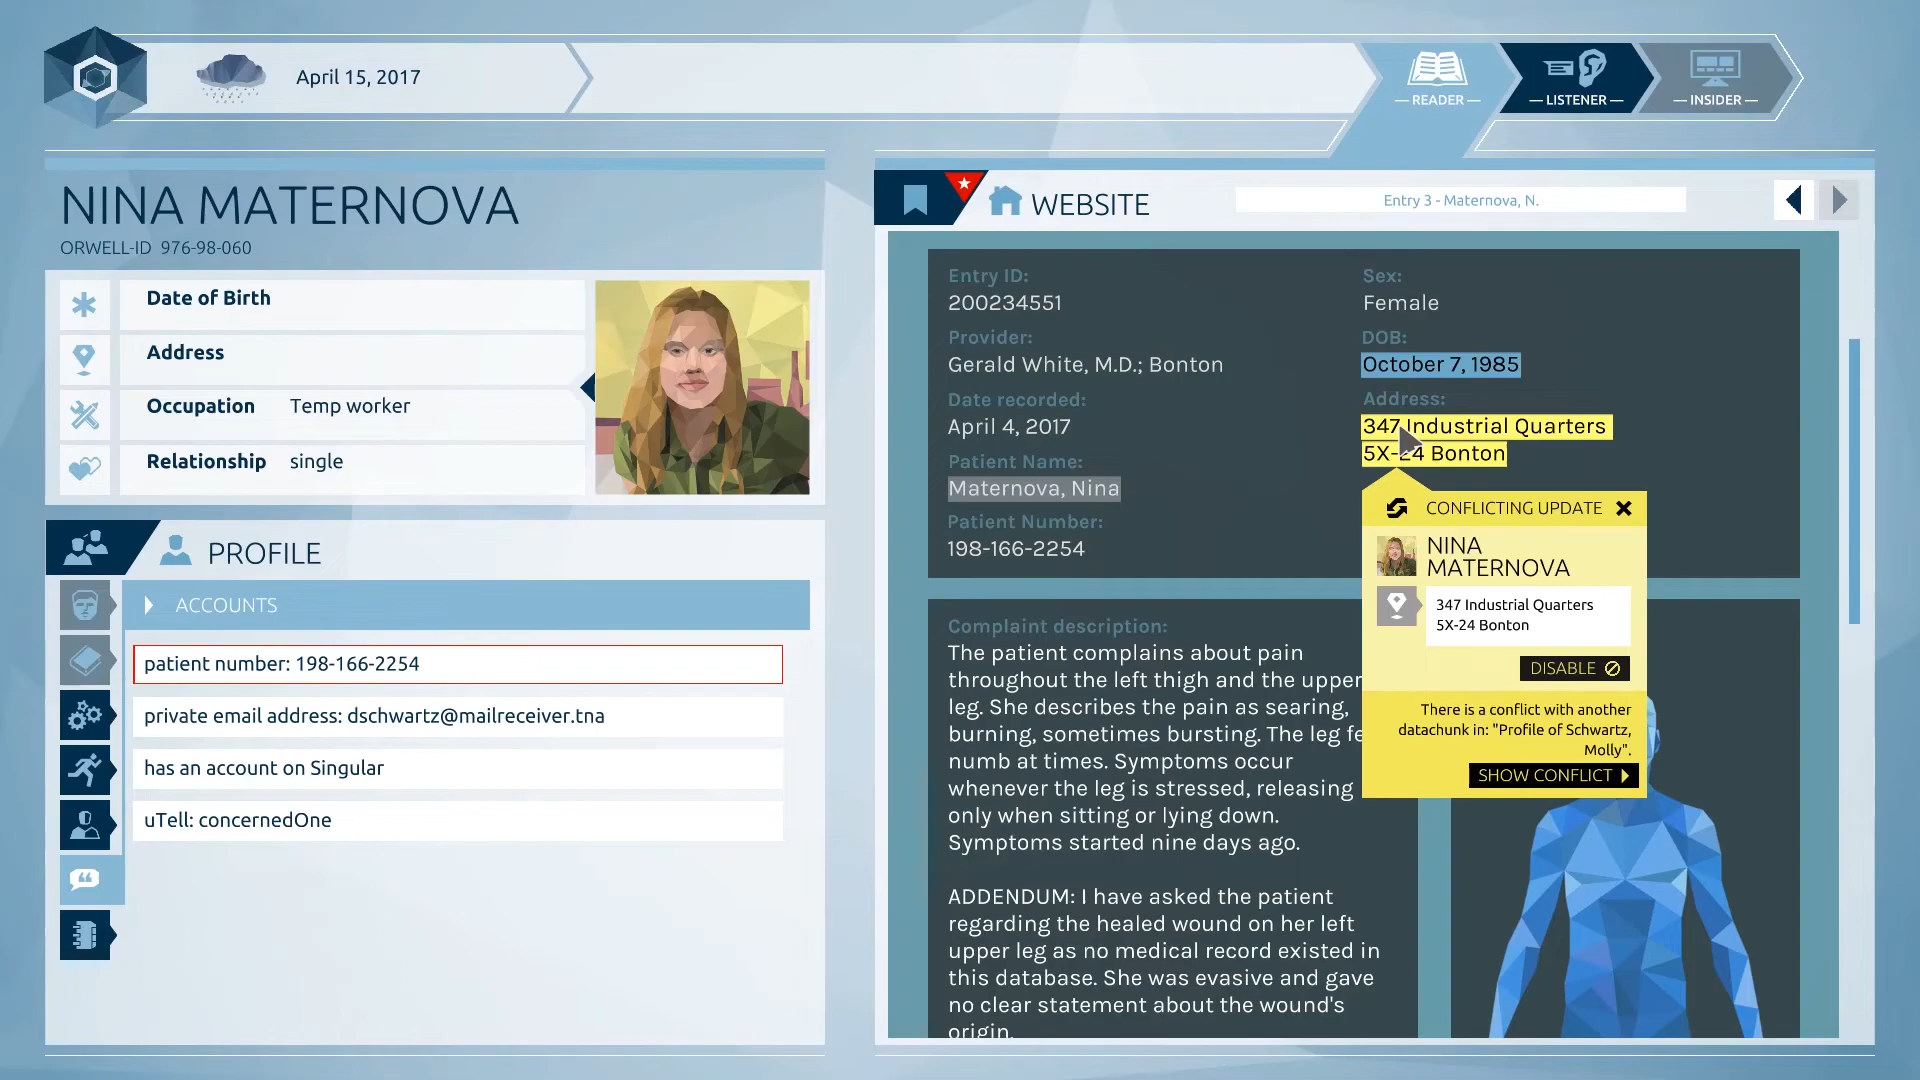 April 15, 2017
— READER —
— LISTENER —
— INSIDER —
NINA MATERNOVA
ORWELL-ID 976-98-060
Date of Birth
Address
Occupation Temp worker
Relationship single
PROFILE
ACCOUNTS
patient number: 198-166-2254
private email address: dschwartz@mailreceiver.tna
has an account on Singular
uTell: concernedOne
WEBSITE
Entry 3 - Maternova, N.
Entry ID:
200234551
Provider:
Gerald White, M.D.; Bonton
Date recorded:
April 4, 2017
Patient Name:
Maternova, Nina
Patient Number:
198-166-2254
Sex:
Female
DOB:
October 7, 1985
Address:
347 Industrial Quarters
5X-24 Bonton
CONFLICTING UPDATE
NINA
MATERNOVA
347 Industrial Quarters
5X-24 Bonton
DISABLE
There is a conflict with another
datachunk in: "Profile of Schwartz,
Molly".
SHOW CONFLICT
Complaint description:
The patient complains about pain
throughout the left thigh and the upper
leg. She describes the pain as searing,
burning, sometimes bursting. The leg fe
numb at times. Symptoms occur
whenever the leg is stressed, releasing
only when sitting or lying down.
Symptoms started nine days ago.
ADDENDUM: I have asked the patient
regarding the healed wound on her left
upper leg as no medical record existed in
this database. She was evasive and gave
no clear statement about the wound's
origin.